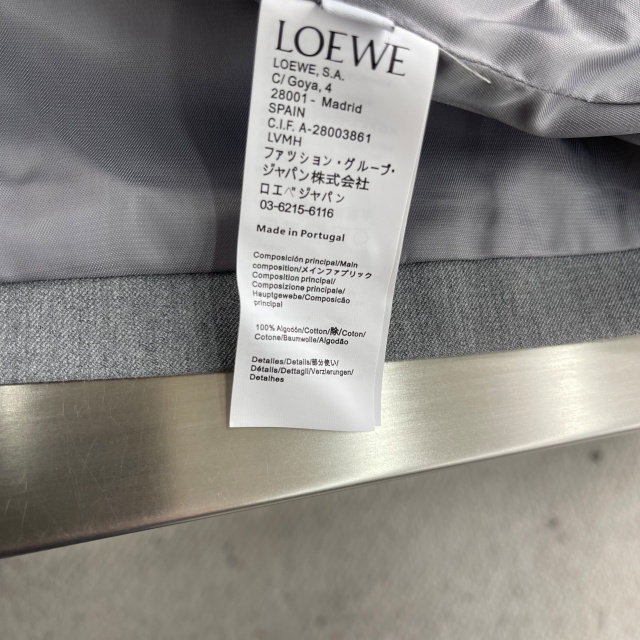 LOEWE
LOEWE, S.A.
C/ Goya, 4
28001 - Madrid
SPAIN
C.I.F. A-28003861
LVMH
ファッション・グループ・
ジャパン株式会社
ロエベジャパン
03-6215-6116
Made in Portugal
Composición principal/Main
composition/メインファブリック
Composition principal/
Composizione principale/
Hauptgewebe/Composicão
principal
100% Algodón/Cotton/除/Coton/
Cotone/Baumwolle/Algodão
Detalles/Details/部分使い/
Détails/Dettagli/Verzierungen/
Detalhes